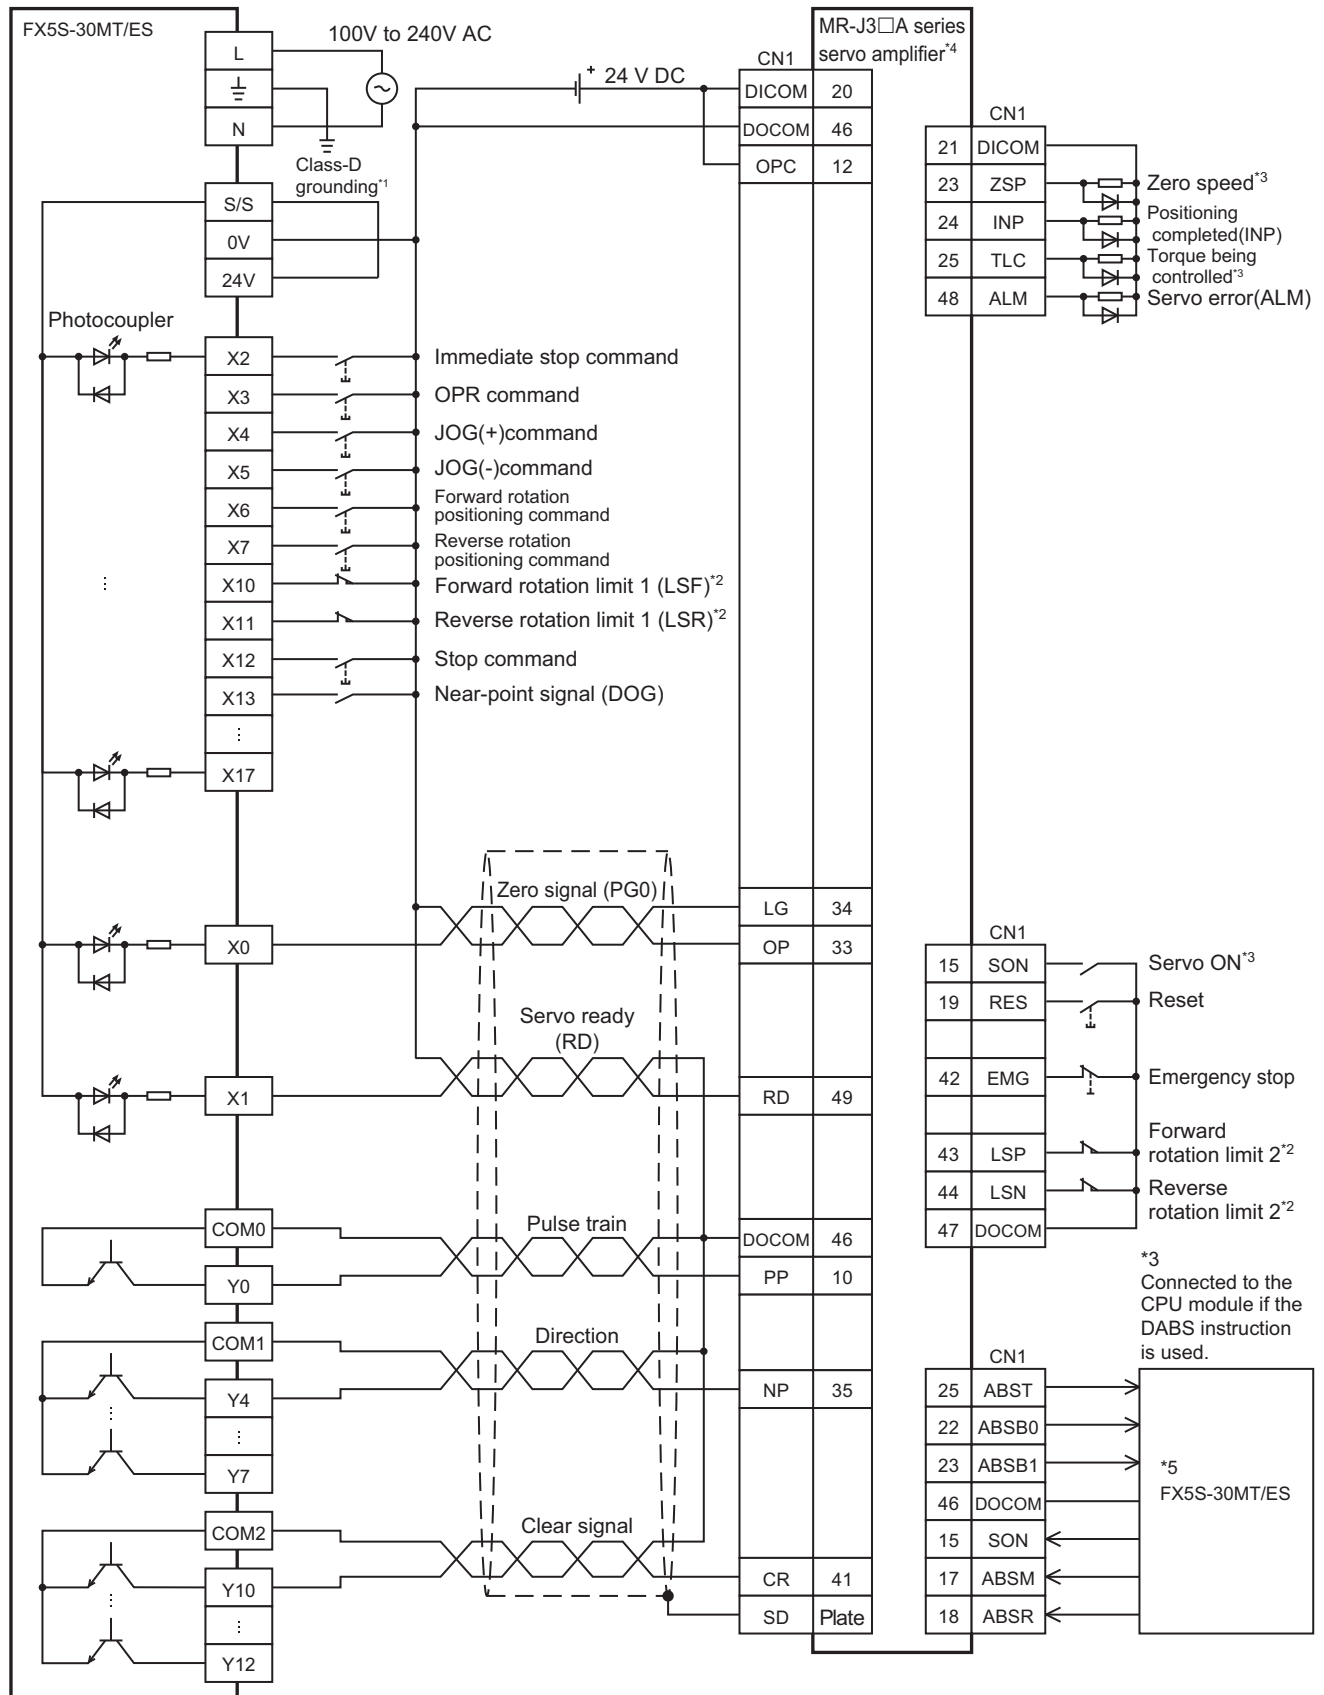 FX5S-30MT/ES
L
N
100V to 240V AC
Class-D
grounding*1
S/S
0V
24V
+ 24 V DC
MR-J3□A series
servo amplifier*4
CN1
DICOM 20
DOCOM 46
OPC 12
CN1
21 DICOM
23 ZSP Zero speed*3
24 INP Positioning
completed(INP)
25 TLC Torque being
controlled*3
48 ALM Servo error(ALM)
Photocoupler
X2 Immediate stop command
X3 OPR command
X4 JOG(+)command
X5 JOG(-)command
X6 Forward rotation
positioning command
X7 Reverse rotation
positioning command
X10 Forward rotation limit 1 (LSF)*2
X11 Reverse rotation limit 1 (LSR)*2
X12 Stop command
X13 Near-point signal (DOG)
⋮
⋮
X17
Zero signal (PG0)
LG 34
X0
OP 33
Servo ready
(RD)
X1
RD 49
COM0
Pulse train
DOCOM 46
Y0
PP 10
COM1
Direction
Y4
NP 35
⋮
⋮
Y7
COM2
Clear signal
Y10
CR 41
⋮
⋮
SD Plate
Y12
CN1
15 SON Servo ON*3
19 RES Reset
42 EMG Emergency stop
43 LSP Forward
rotation limit 2*2
44 LSN Reverse
rotation limit 2*2
47 DOCOM
*3
Connected to the
CPU module if the
DABS instruction
is used.
CN1
25 ABST
22 ABSB0
23 ABSB1
46 DOCOM
15 SON
17 ABSM
18 ABSR
*5
FX5S-30MT/ES